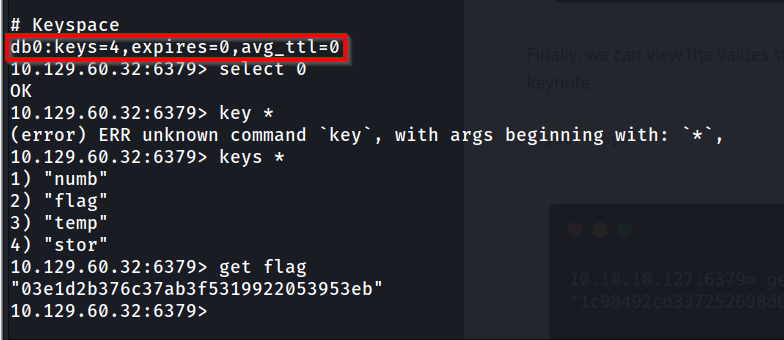 # Keyspace
db0:keys=4,expires=0,avg_ttl=0
10.129.60.32:6379> select 0
OK
10.129.60.32:6379> key *
(error) ERR unknown command `key`, with args beginning with: `*`,
10.129.60.32:6379> keys *
1) "numb"
2) "flag"
3) "temp"
4) "stor"
10.129.60.32:6379> get flag
"03e1d2b376c37ab3f5319922053953eb"
10.129.60.32:6379>
Finally, we can view the values st
keynote :
10.10.10.127:6379> ge
"1c98492cd337252698d0